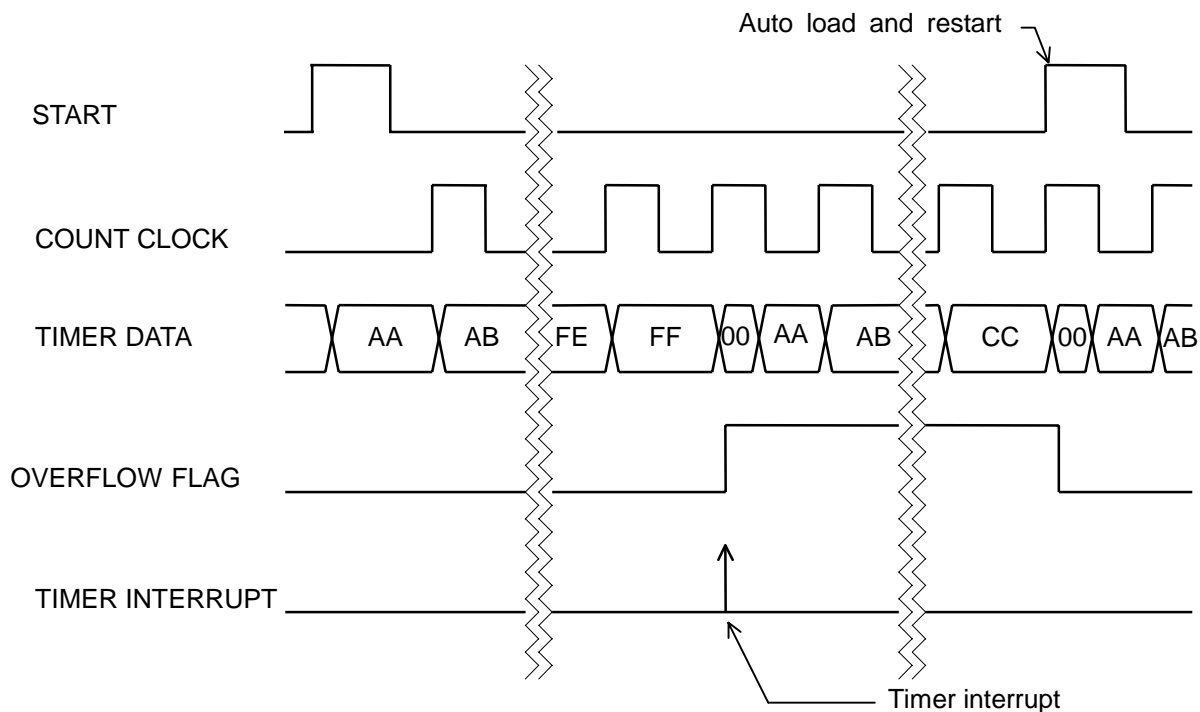 Auto load and restart
START
COUNT CLOCK
TIMER DATA AA AB FE FF 00 AA AB CC 00 AA AB
OVERFLOW FLAG
TIMER INTERRUPT
Timer interrupt